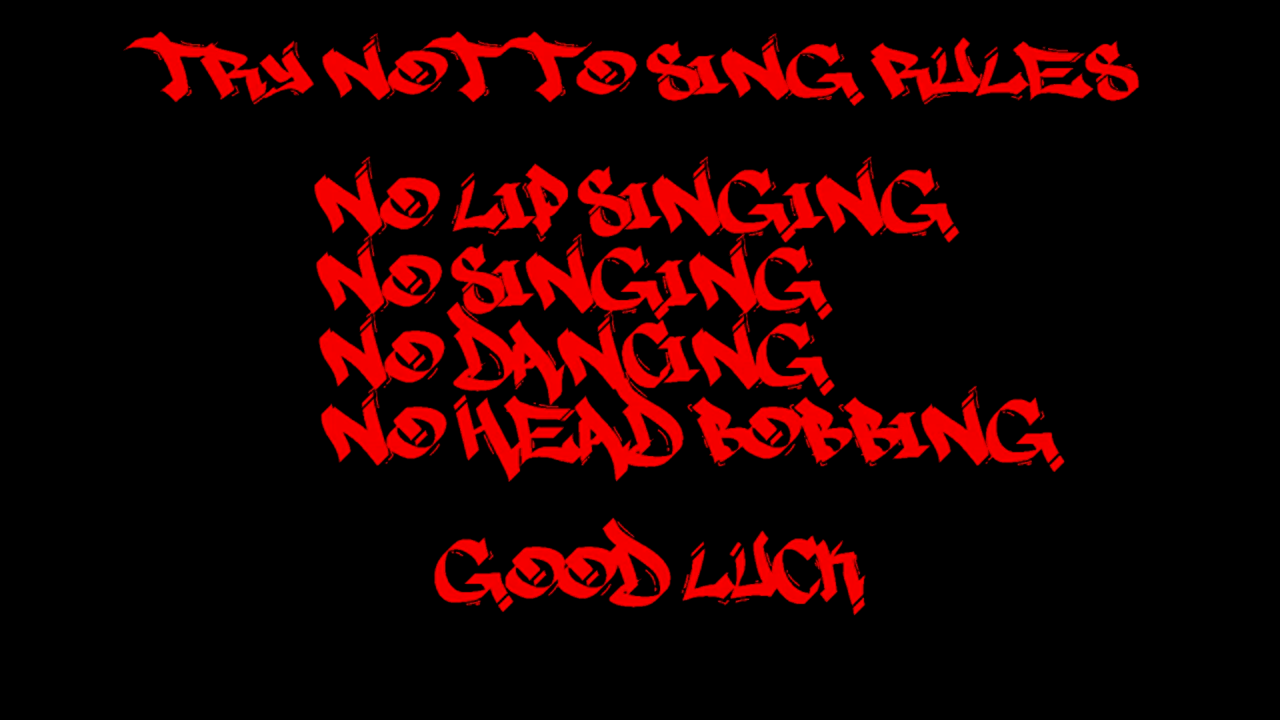 TRY NOT TO SING RULES
NO LIP SINGING
NO SINGING
NO DANCING
NO HEAD BOBBING
GOOD LUCK